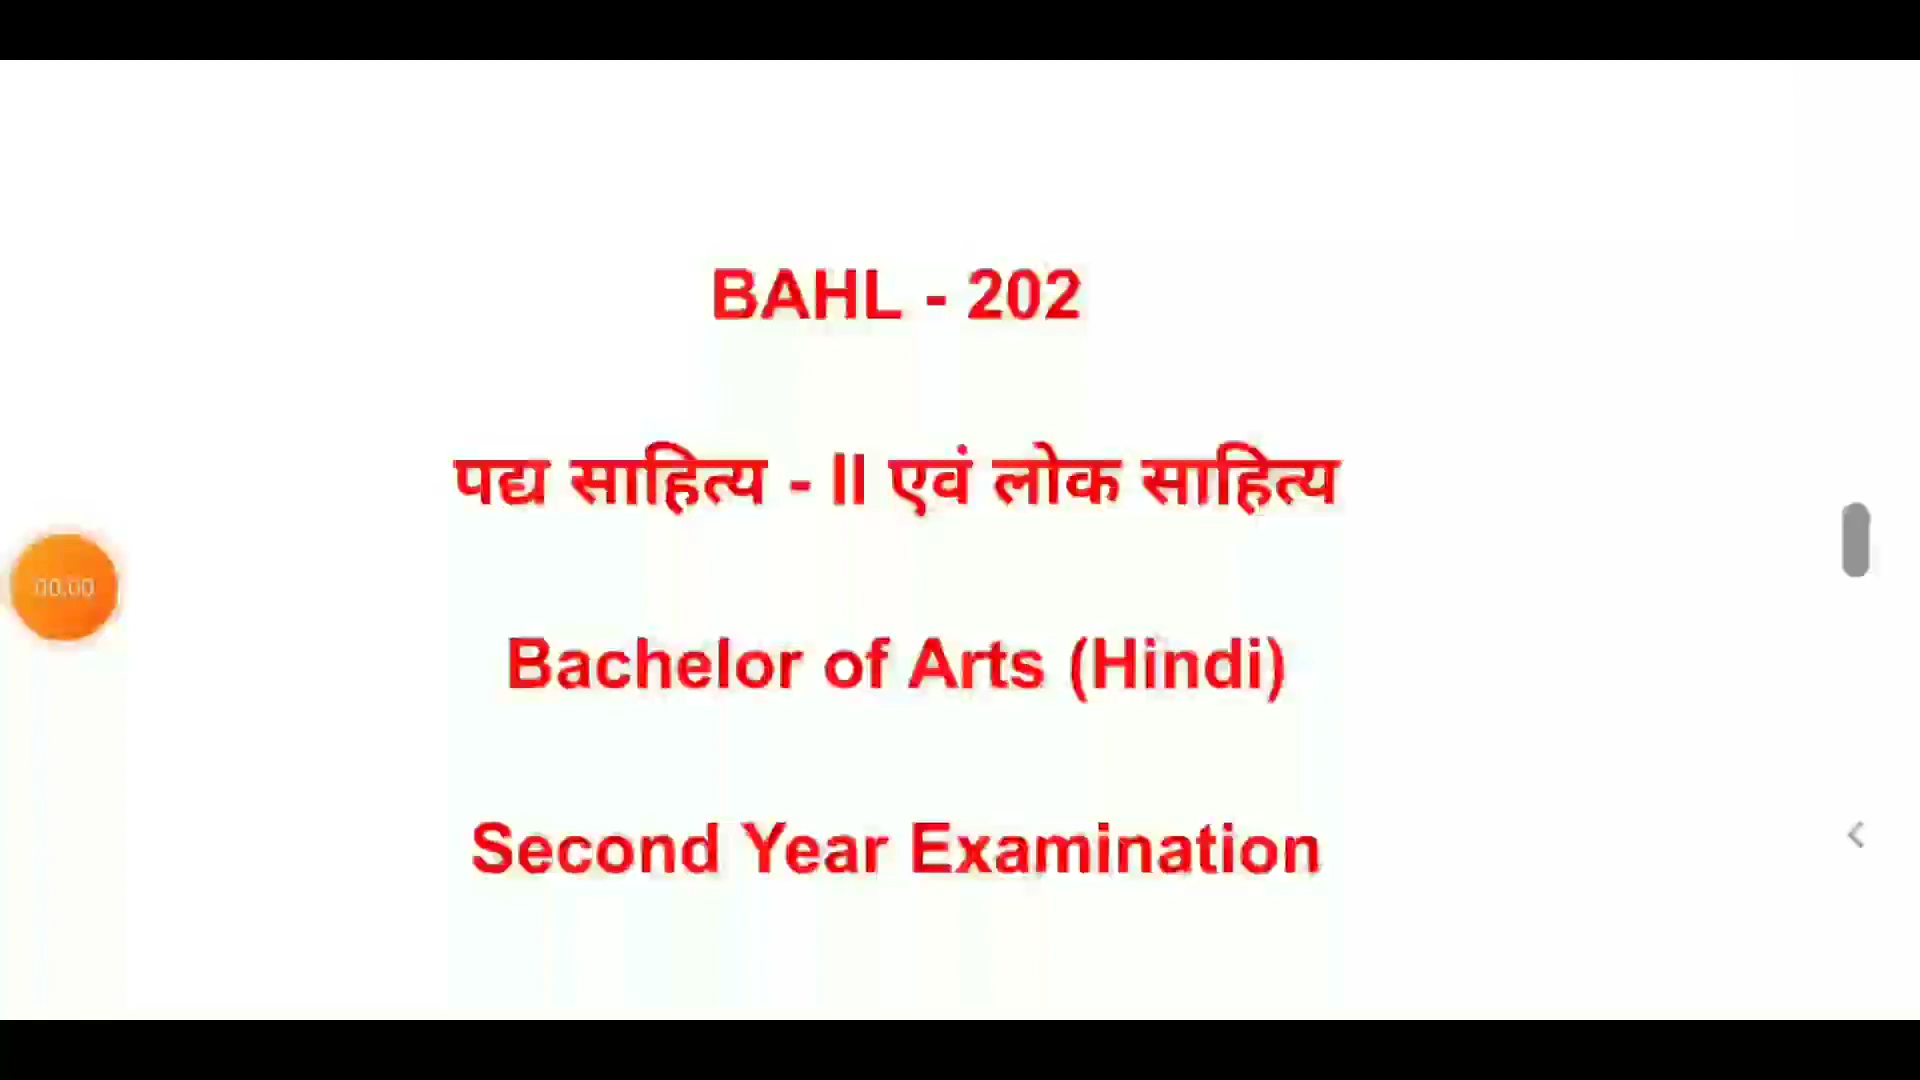 BAHL - 202
पद्य साहित्य - II एवं लोक साहित्य
00:00
Bachelor of Arts (Hindi)
Second Year Examination